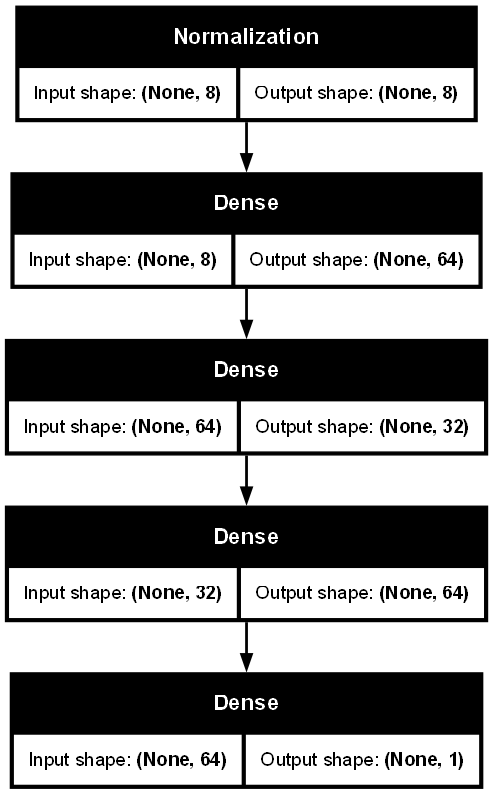 Normalization
Input shape: (None, 8) Output shape: (None, 8)
Dense
Input shape: (None, 8) Output shape: (None, 64)
Dense
Input shape: (None, 64) Output shape: (None, 32)
Dense
Input shape: (None, 32) Output shape: (None, 64)
Dense
Input shape: (None, 64) Output shape: (None, 1)